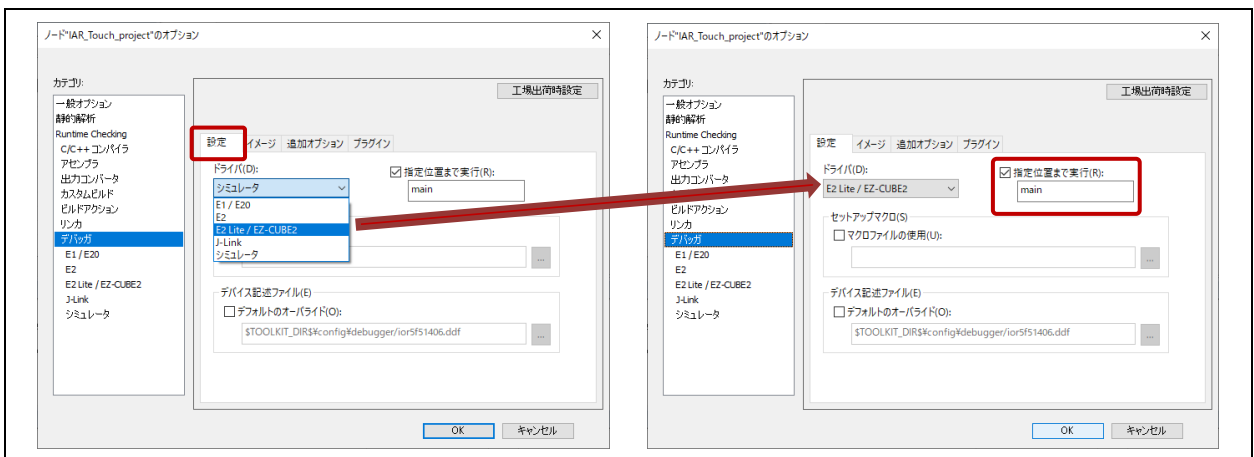 ノード"IAR_Touch_project"のオプション
カテゴリ:
一般オプション
静的解析
Runtime Checking
C/C++ コンパイラ
アセンブラ
出力コンバータ
カスタムビルド
ビルドアクション
リンカ
デバッガ
E1 / E20
E2
E2 Lite / EZ-CUBE2
J-Link
シミュレータ
工場出荷時設定
設定 イメージ 追加オプション プラグイン
ドライバ(D):
シミュレータ
E1 / E20
E2
E2 Lite / EZ-CUBE2
J-Link
シミュレータ
指定位置まで実行(R):
main
...
デバイス記述ファイル(E)
デフォルトのオーバライド(O):
$TOOLKIT_DIR$¥config¥debugger/ior5f51406.ddf
...
OK キャンセル
ノード"IAR_Touch_project"のオプション
カテゴリ:
一般オプション
静的解析
Runtime Checking
C/C++ コンパイラ
アセンブラ
出力コンバータ
ビルドアクション
リンカ
デバッガ
E1 / E20
E2
E2 Lite / EZ-CUBE2
J-Link
シミュレータ
工場出荷時設定
設定 イメージ 追加オプション プラグイン
ドライバ(D):
E2 Lite / EZ-CUBE2
指定位置まで実行(R):
main
セットアップマクロ(S)
マクロファイルの使用(U):
...
デバイス記述ファイル(E)
デフォルトのオーバライド(O):
$TOOLKIT_DIR$¥config¥debugger/ior5f51406.ddf
...
OK キャンセル